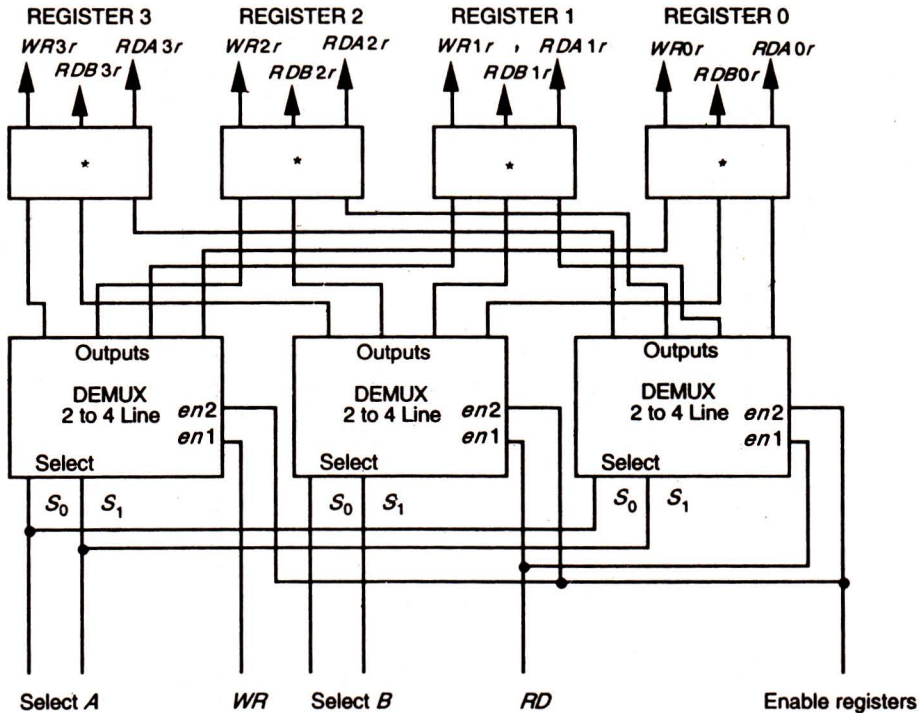 REGISTER 3 REGISTER 2 REGISTER 1 REGISTER 0
WR3r RDA3r WR2r RDA2r WR1r , RDA1r WR0r RDA0r
RDB3r RDB2r RDB1r RDB0r
* * * *
Outputs Outputs Outputs
DEMUX DEMUX DEMUX
2 to 4 Line en2 2 to 4 Line en2 2 to 4 Line en2
en1 en1 en1
Select Select Select
S₀ S₁ S₀ S₁ S₀ S₁
Select A WR Select B RD Enable registers